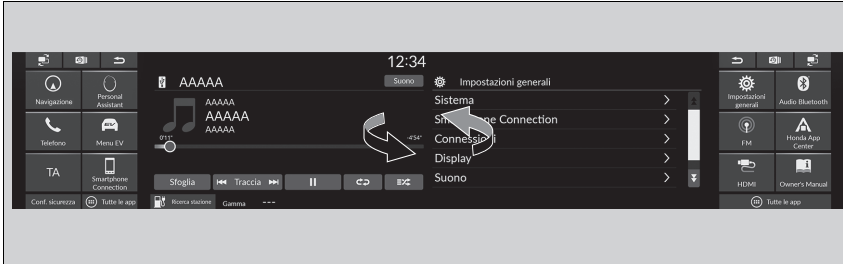 12:34
Navigazione
Personal
Assistant
Telefono
Menu EV
TA
Smartphone
Connection
Conf. sicurezza
Tutte le app
AAAAA
Suono
AAAAA
AAAAA
AAAAA
0'11"
-4'54"
Sfoglia
Traccia
Ricerca stazione
Gamma ---
Impostazioni generali
Sistema
Connection
Display
Suono
Impostazioni
generali
Audio Bluetooth
FM
Honda App
Center
HDMI
Owner's Manual
Tutte le app